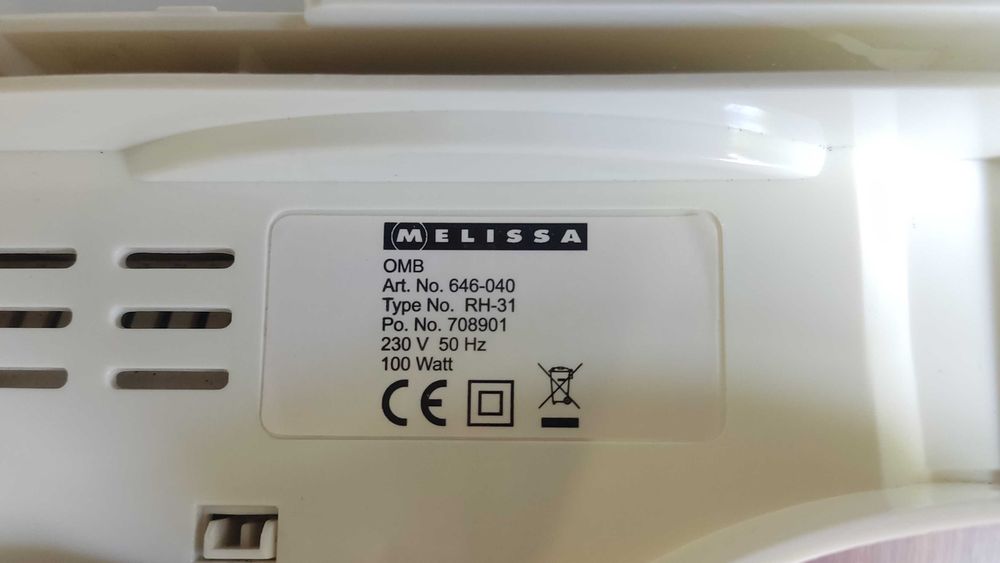 MELISSA
OMB
Art. No. 646-040
Type No. RH-31
Po. No. 708901
230 V 50 Hz
100 Watt
CE